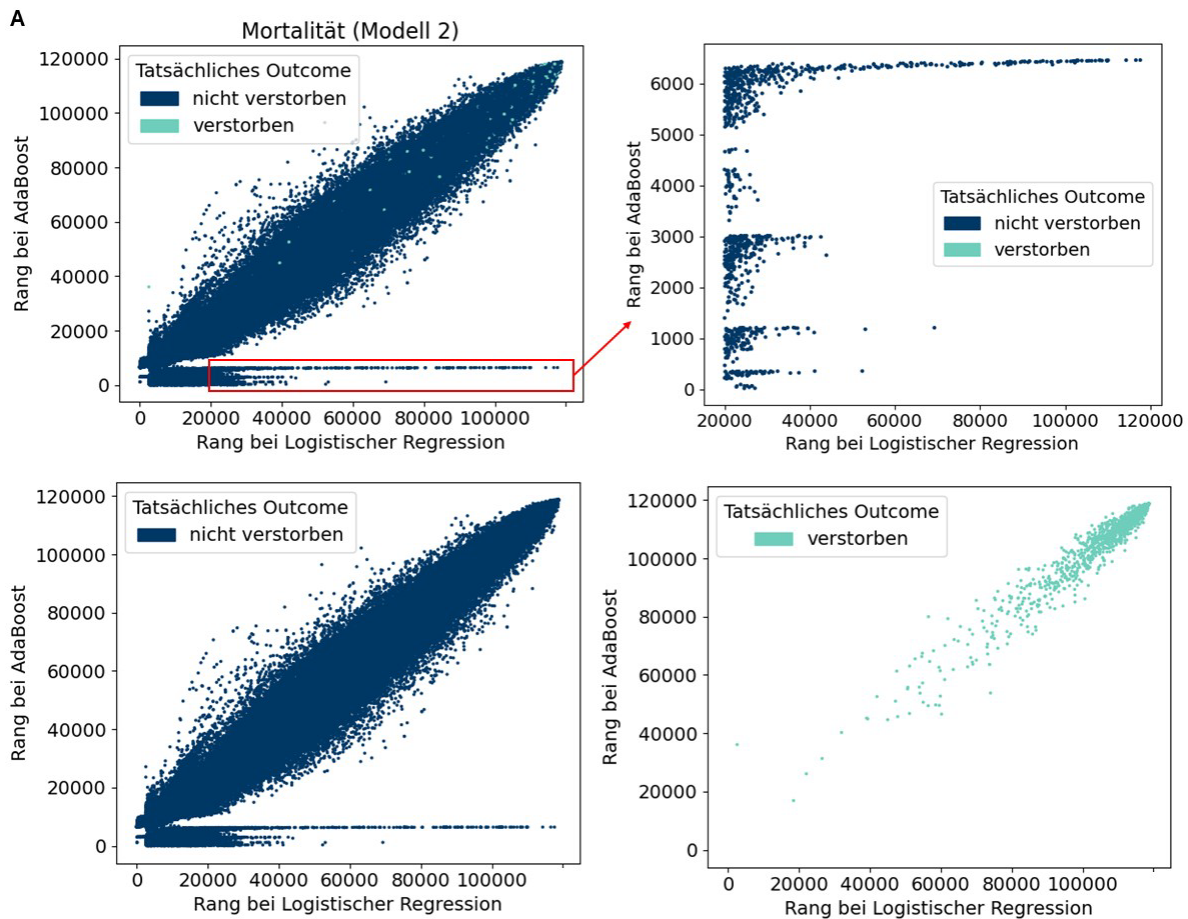 A
Mortalität (Modell 2)
120000
100000
80000
60000
40000
20000
0
Rang bei AdaBoost
Tatsächliches Outcome
nicht verstorben
verstorben
0 20000 40000 60000 80000 100000
Rang bei Logistischer Regression
6000
5000
4000
3000
2000
1000
0
Rang bei AdaBoost
Tatsächliches Outcome
nicht verstorben
verstorben
20000 40000 60000 80000 100000 120000
Rang bei Logistischer Regression
120000
100000
80000
60000
40000
20000
0
Rang bei AdaBoost
Tatsächliches Outcome
nicht verstorben
0 20000 40000 60000 80000 100000
Rang bei Logistischer Regression
120000
100000
80000
60000
40000
20000
0
Rang bei AdaBoost
Tatsächliches Outcome
verstorben
0 20000 40000 60000 80000 100000
Rang bei Logistischer Regression